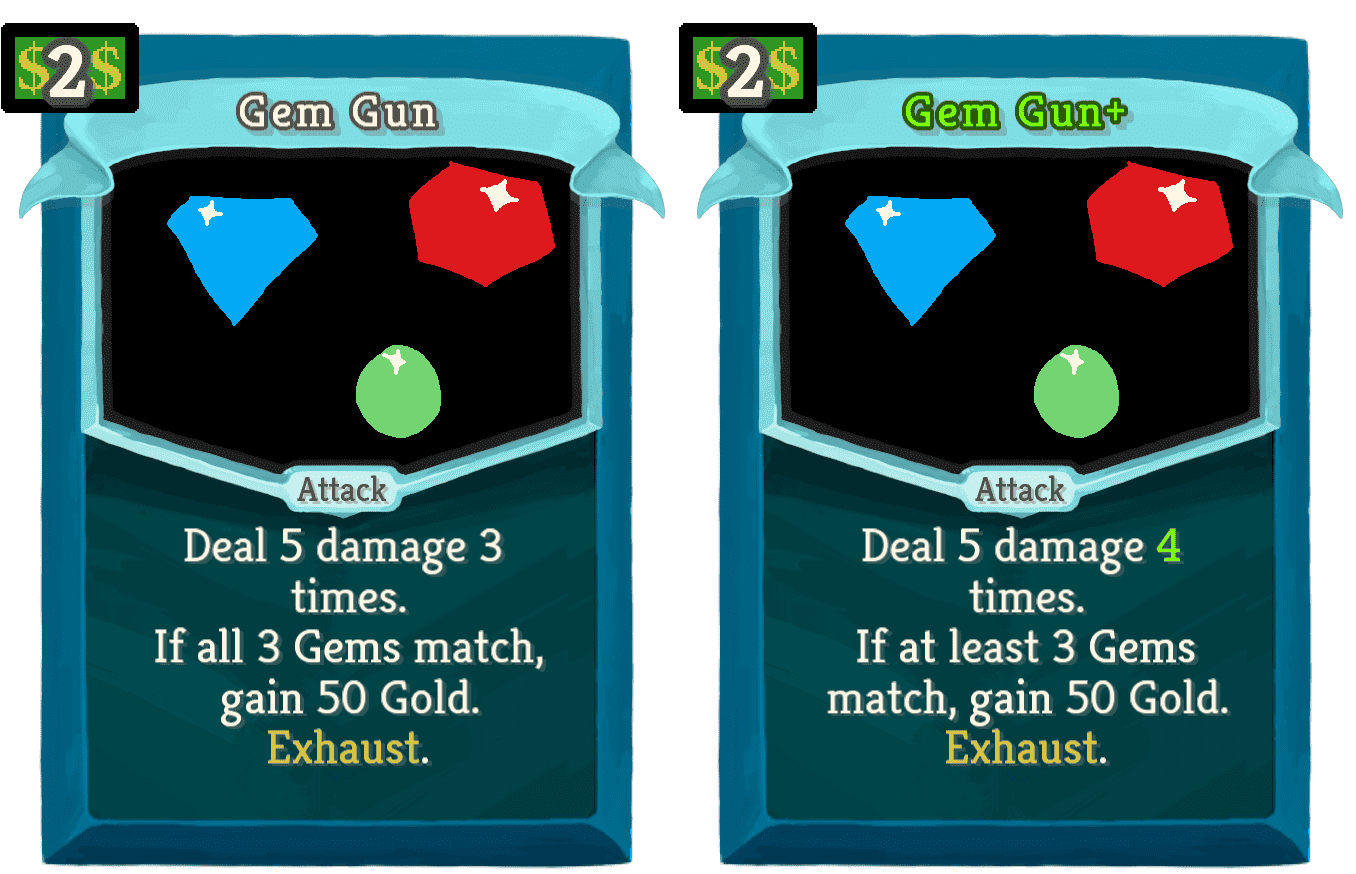 $2$
Gem Gun
Attack
Deal 5 damage 3
times.
If all 3 Gems match,
gain 50 Gold.
Exhaust.
$2$
Gem Gun+
Attack
Deal 5 damage 4
times.
If at least 3 Gems
match, gain 50 Gold.
Exhaust.